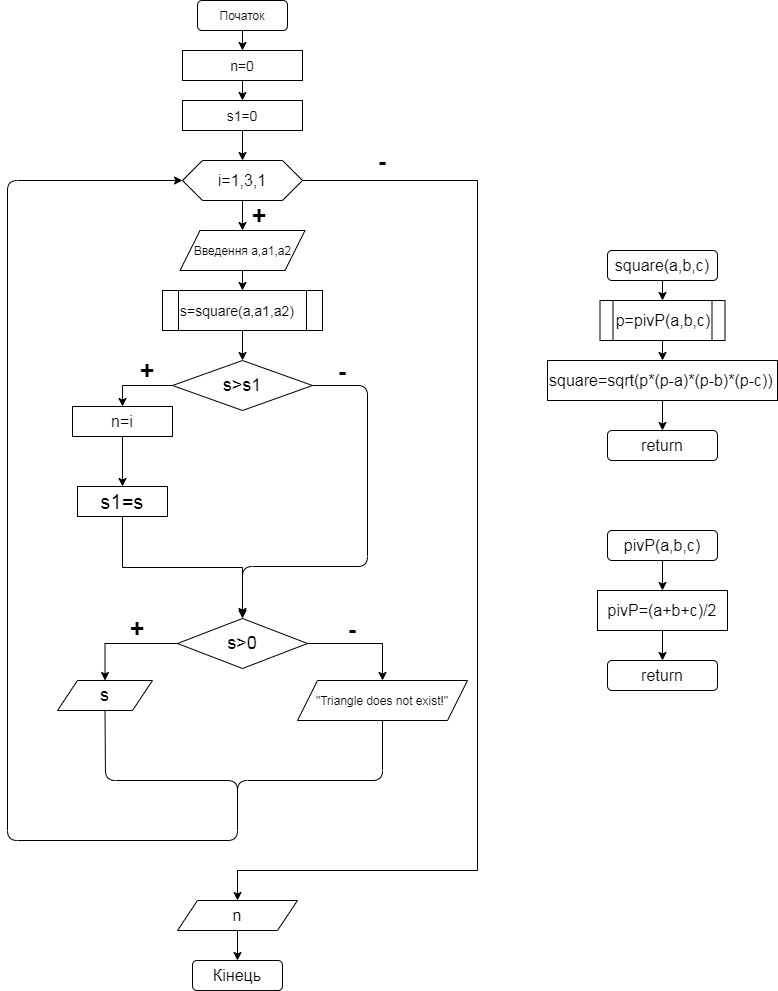 Початок
n=0
s1=0
i=1,3,1
-
+
Введення a,a1,a2
s=square(a,a1,a2)
s>s1
+
-
n=i
s1=s
s>0
+
-
s
"Triangle does not exist!"
n
Кінець
square(a,b,c)
p=pivP(a,b,c)
square=sqrt(p*(p-a)*(p-b)*(p-c))
return
pivP(a,b,c)
pivP=(a+b+c)/2
return